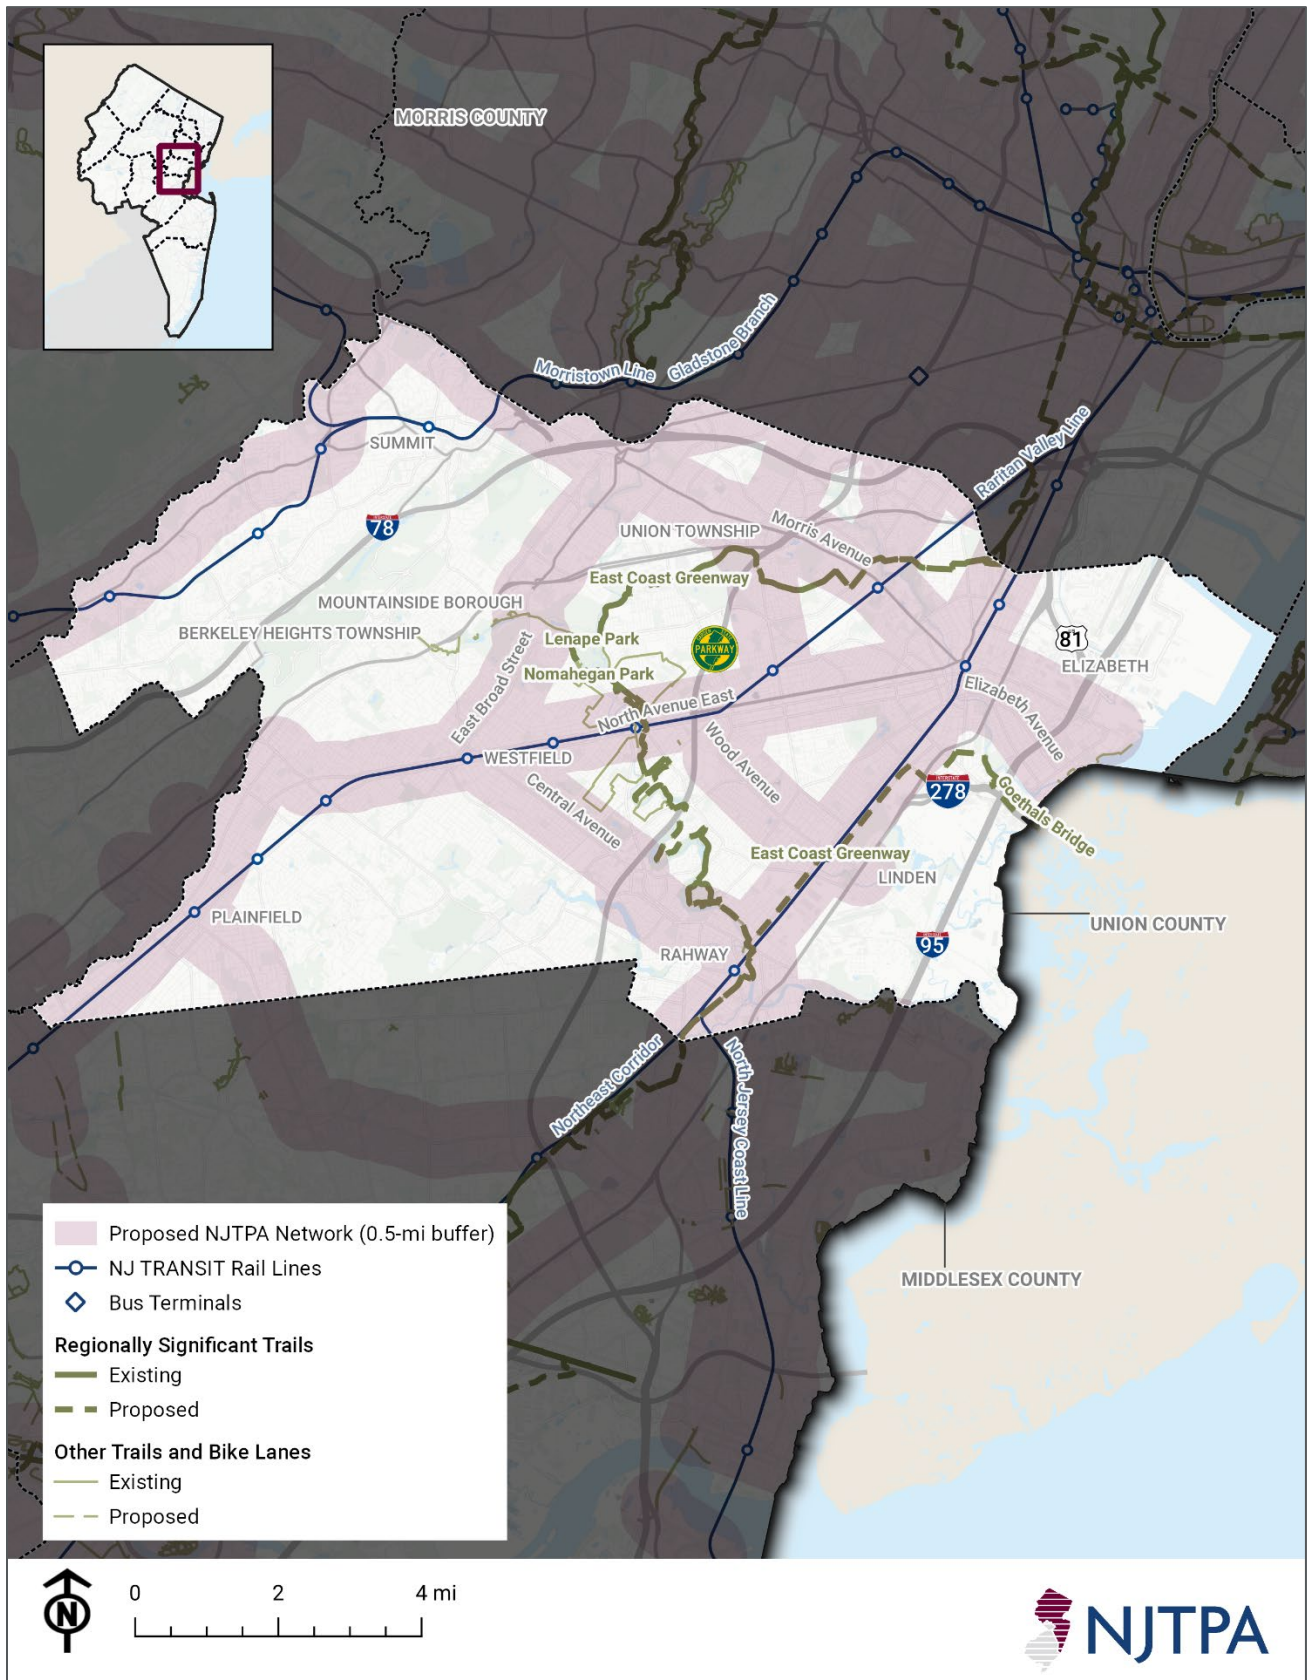 MORRIS COUNTY
Morristown Line
Gladstone Branch
SUMMIT
Raritan Valley Line
INTERSTATE
78
UNION TOWNSHIP
Morris Avenue
East Coast Greenway
MOUNTAINSIDE BOROUGH
BERKELEY HEIGHTS TOWNSHIP
Lenape Park
PARKWAY
81
ELIZABETH
Nomahegan Park
East Broad Street
North Avenue East
Elizabeth Avenue
WESTFIELD
Wood Avenue
Central Avenue
INTERSTATE
278
Goethals Bridge
East Coast Greenway
LINDEN
PLAINFIELD
UNION COUNTY
RAHWAY
95
Northeast Corridor
North Jersey Coast Line
MIDDLESEX COUNTY
Proposed NJTPA Network (0.5-mi buffer)
NJ TRANSIT Rail Lines
Bus Terminals
Regionally Significant Trails
Existing
Proposed
Other Trails and Bike Lanes
Existing
Proposed
N
0 2 4 mi
NJTPA